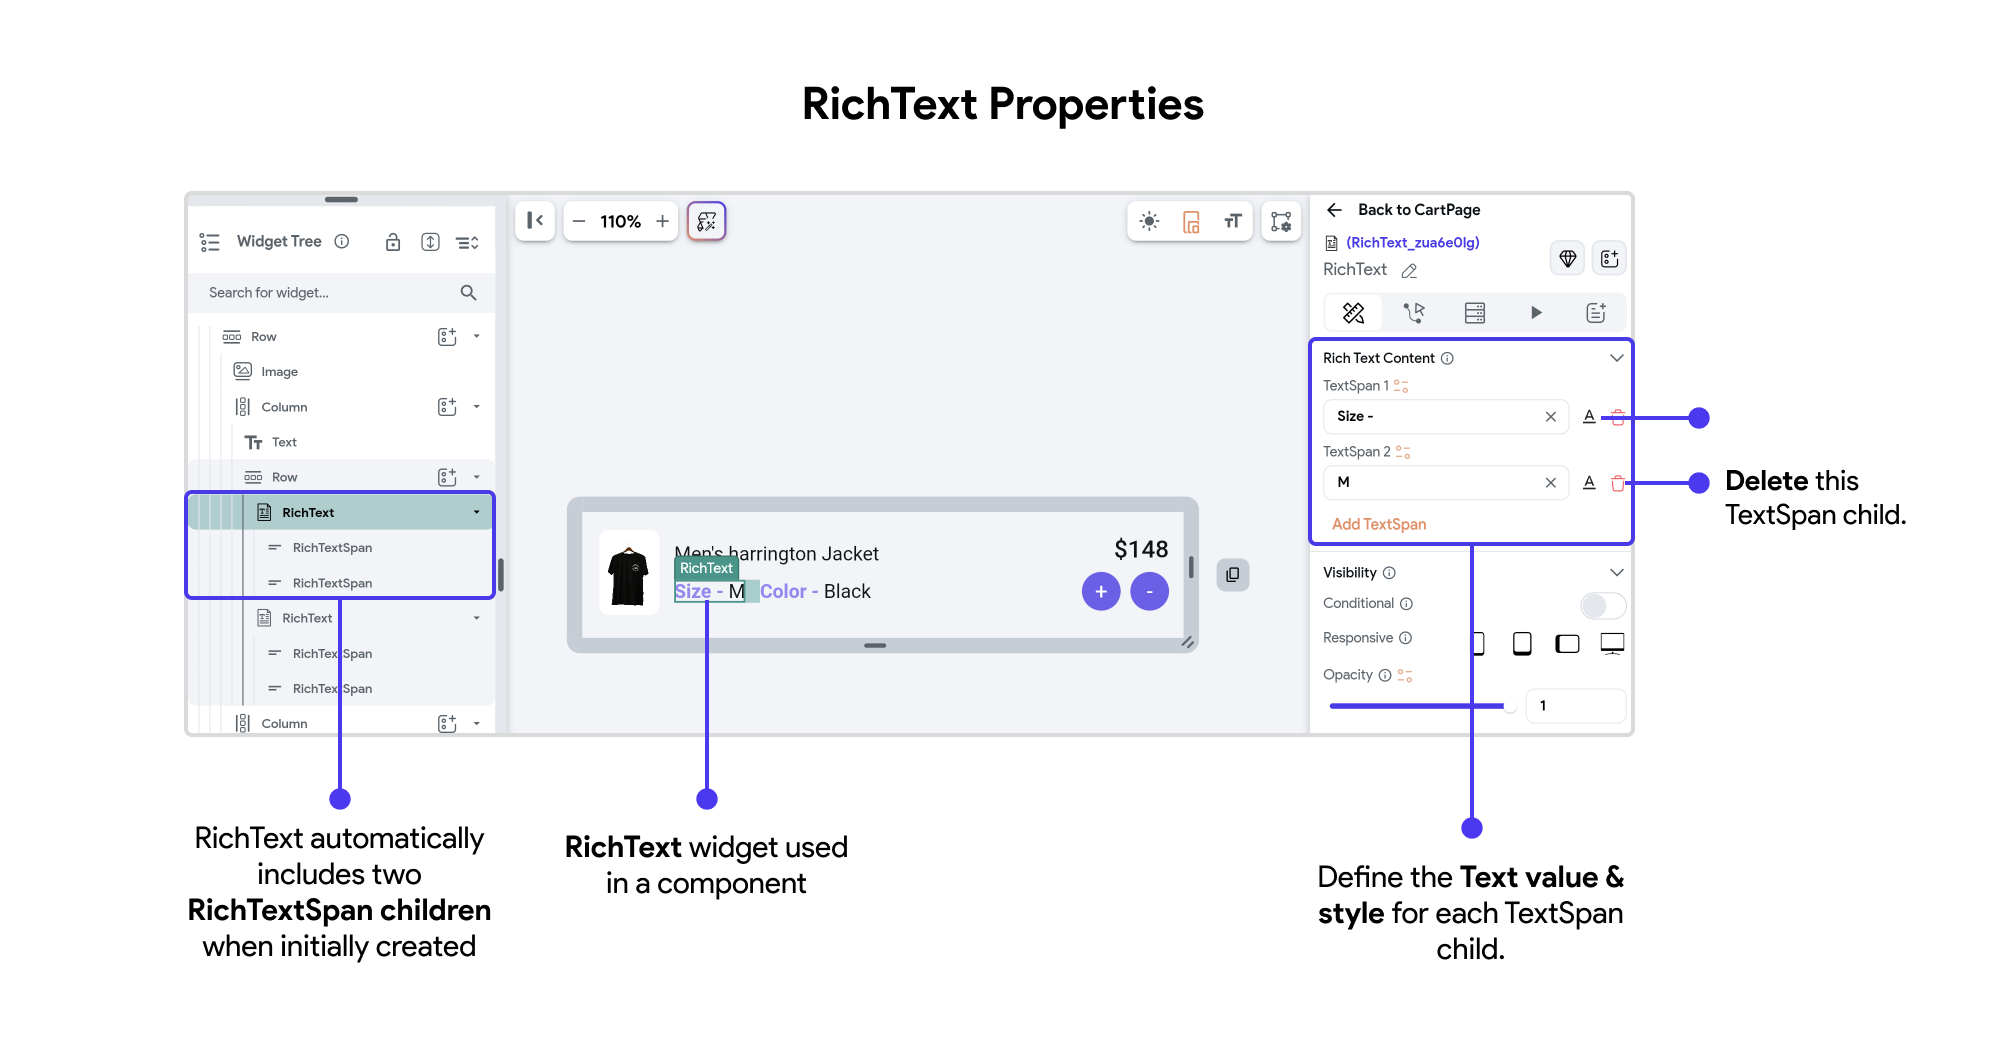 RichText Properties
Widget Tree
Search for widget...
Row
Image
Column
Text
Row
RichText
RichTextSpan
RichTextSpan
RichText
RichTextSpan
RichTextSpan
Column
110%
Men's harrington Jacket
RichText
Size - M Color - Black
$148
+ -
Back to CartPage
(RichText_zua6e0lg)
RichText
Rich Text Content
TextSpan 1
Size -
TextSpan 2
M
Add TextSpan
Visibility
Conditional
Responsive
Opacity
1
Delete this
TextSpan child.
RichText automatically
includes two
RichTextSpan children
when initially created
RichText widget used
in a component
Define the Text value &
style for each TextSpan
child.